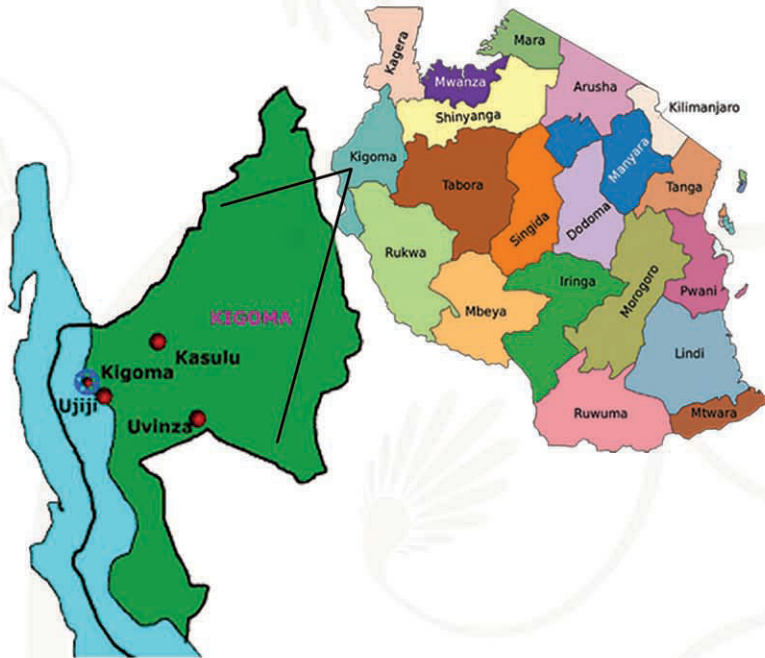 Mara
Kagera
Mwanza
Arusha
Kilimanjaro
Shinyanga
Kigoma
Manyara
Tabora
Tanga
Singida
Dodoma
Rukwa
Iringa
Morogoro
Pwani
Mbeya
Lindi
Ruwuma
Mtwara
KEGOMA
Kasulu
Kigoma
Ujiji
Uvinza